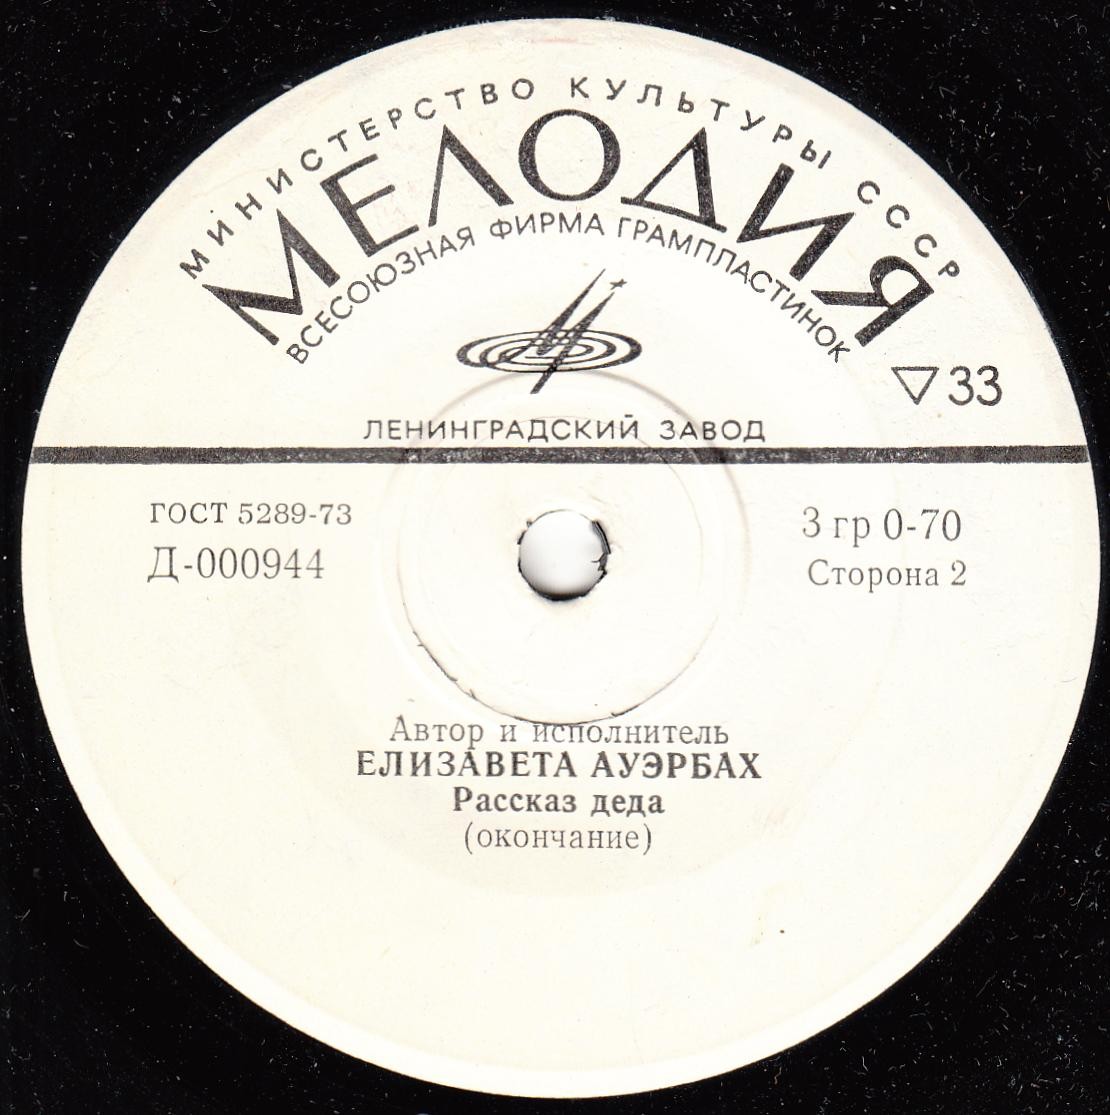 МИНИСТЕРСТВО КУЛЬТУРЫ СССР
МЕЛОДИЯ
ВСЕСОЮЗНАЯ ФИРМА ГРАМПЛАСТИНОК
▽33
ЛЕНИНГРАДСКИЙ ЗАВОД
ГОСТ 5289-73
Д-000944
3 гр 0-70
Сторона 2
Автор и исполнитель
ЕЛИЗАВЕТА АУЭРБАХ
Рассказ деда
(окончание)